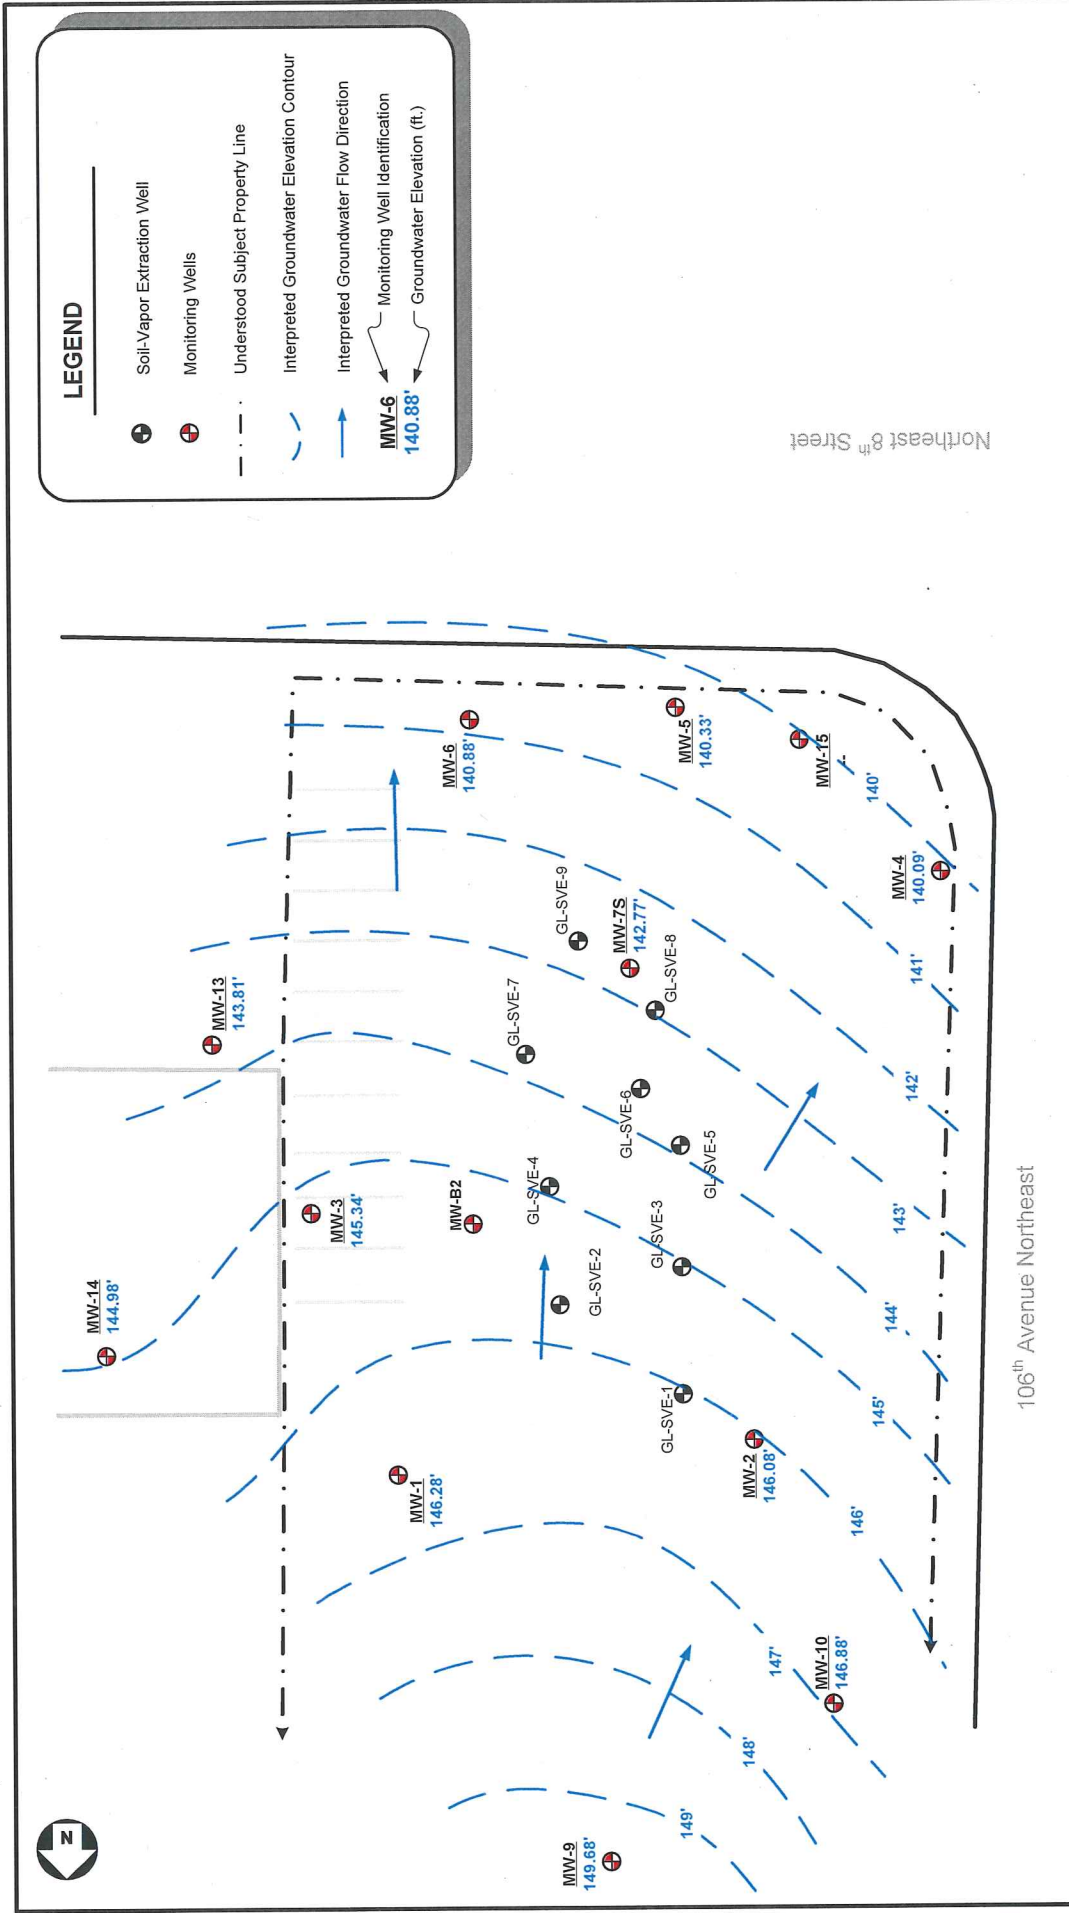 LEGEND
Soil-Vapor Extraction Well
Monitoring Wells
Understood Subject Property Line
Interpreted Groundwater Elevation Contour
Interpreted Groundwater Flow Direction
MW-6
140.88'
Monitoring Well Identification
Groundwater Elevation (ft.)
Northeast 8th Street
106th Avenue Northeast
N
MW-14
144.98'
MW-13
143.81'
MW-3
145.34'
MW-B2
MW-1
146.28'
MW-6
140.88'
MW-5
140.33'
MW-15
--
MW-4
140.09'
MW-7S
142.77'
MW-2
146.08'
MW-10
146.88'
MW-9
149.68'
GL-SVE-9
GL-SVE-8
GL-SVE-7
GL-SVE-6
GL-SVE-5
GL-SVE-4
GL-SVE-3
GL-SVE-2
GL-SVE-1
140'
141'
142'
143'
144'
145'
146'
147'
148'
149'